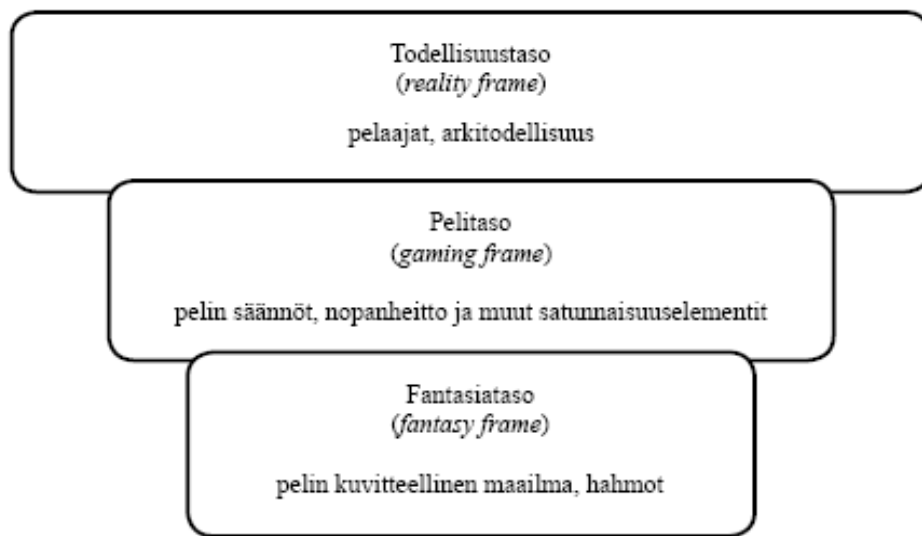 Todellisuustaso
(reality frame)
pelaajat, arkitodellisuus
Pelitaso
(gaming frame)
pelin säännöt, nopanheitto ja muut satunnaisuuselementit
Fantasiataso
(fantasy frame)
pelin kuvitteellinen maailma, hahmot